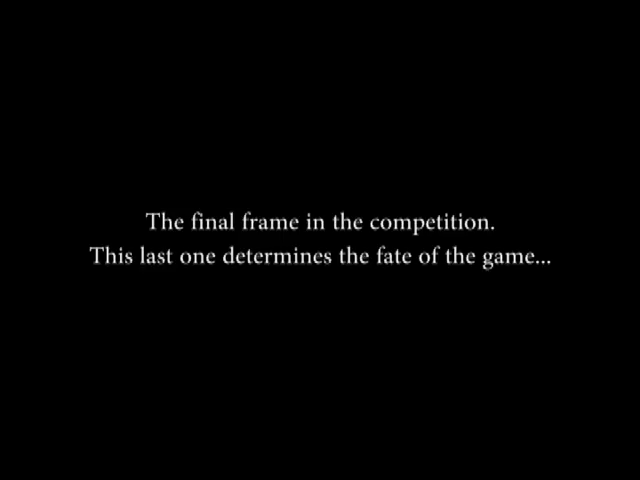 The final frame in the competition.
This last one determines the fate of the game...